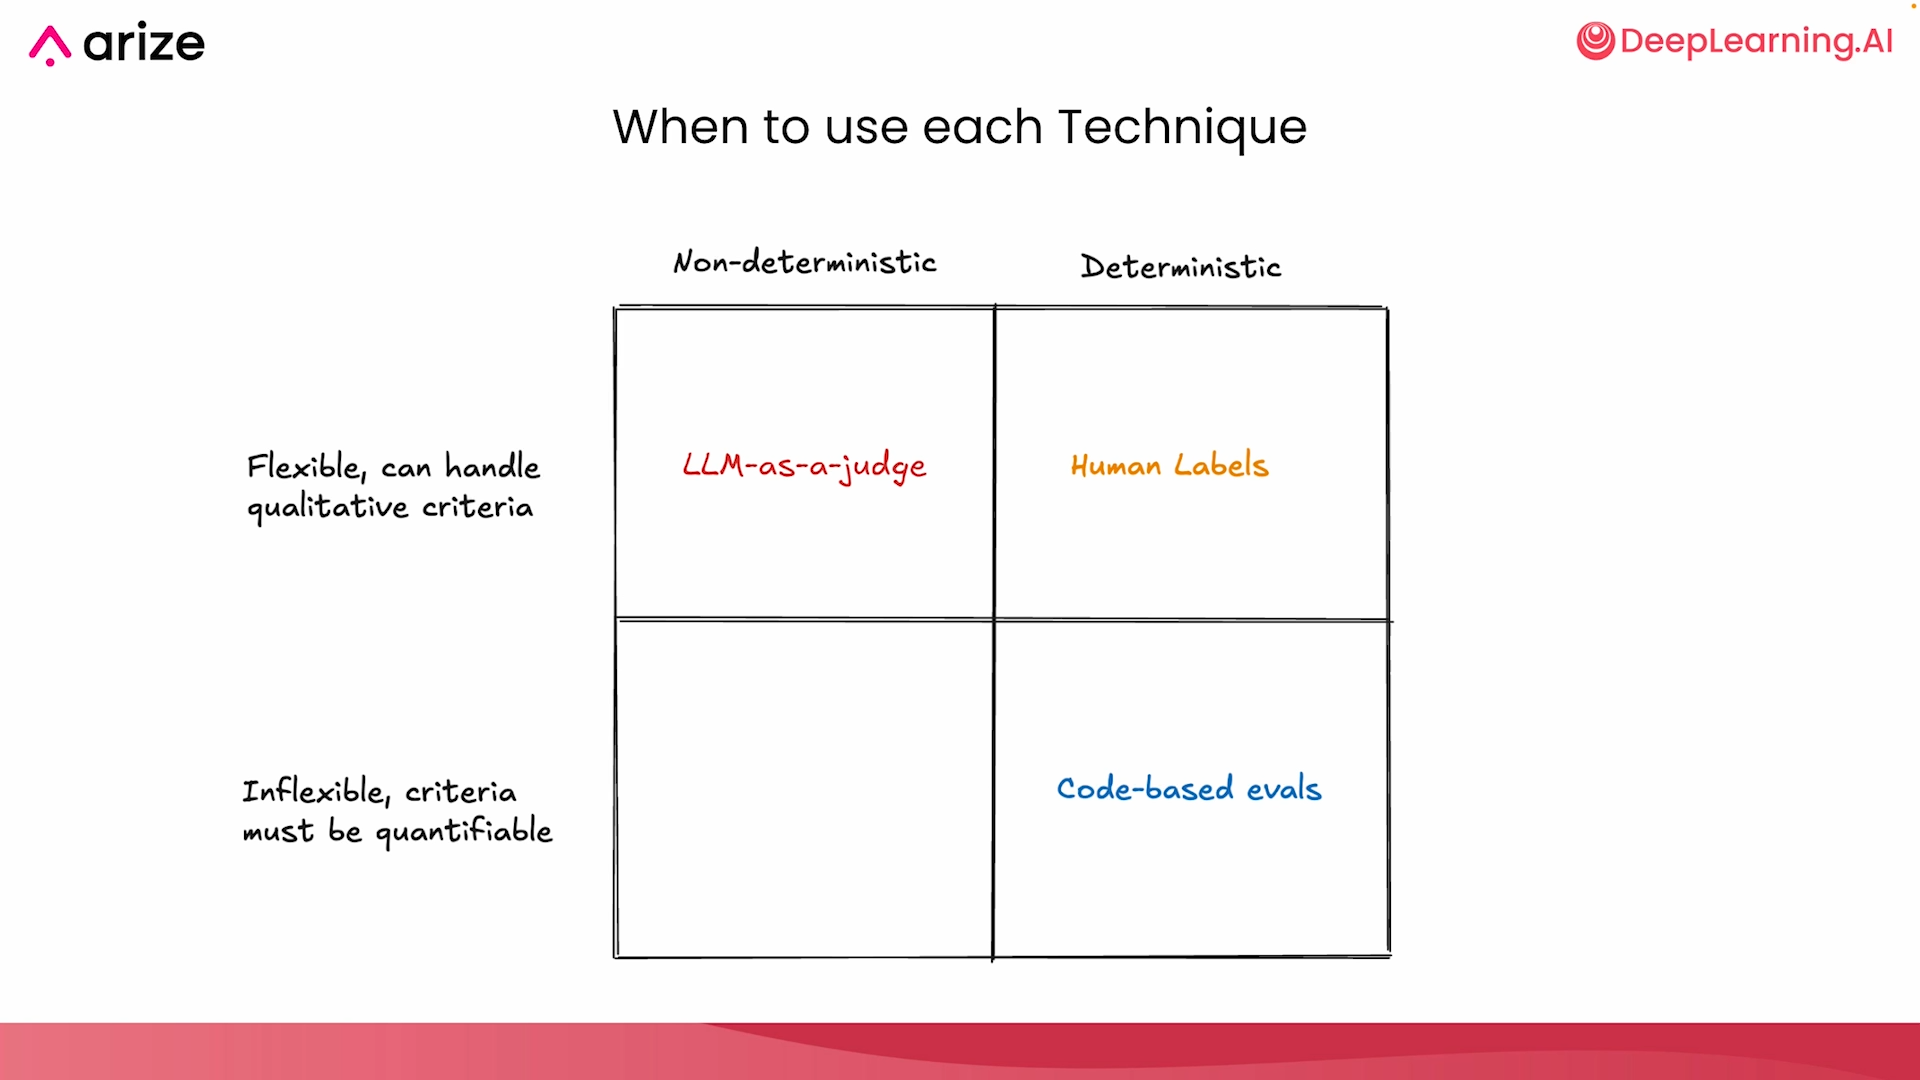 arize
DeepLearning.AI
When to use each Technique
Non-deterministic
Deterministic
Flexible, can handle
qualitative criteria
LLM-as-a-judge
Human Labels
Inflexible, criteria
must be quantifiable
Code-based evals